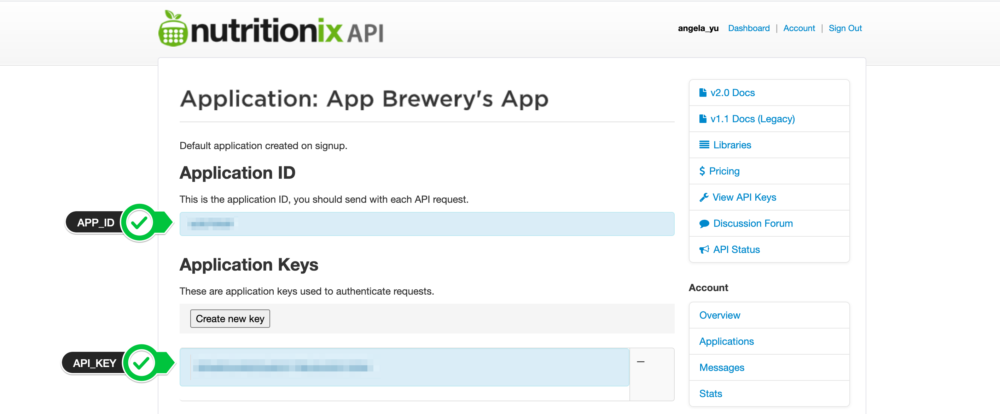 nutritionix API
angela_yu Dashboard | Account | Sign Out
Application: App Brewery's App
Default application created on signup.
Application ID
This is the application ID, you should send with each API request.
APP_ID
Application Keys
These are application keys used to authenticate requests.
Create new key
API_KEY
–
v2.0 Docs
v1.1 Docs (Legacy)
Libraries
$ Pricing
View API Keys
Discussion Forum
API Status
Account
Overview
Applications
Messages
Stats